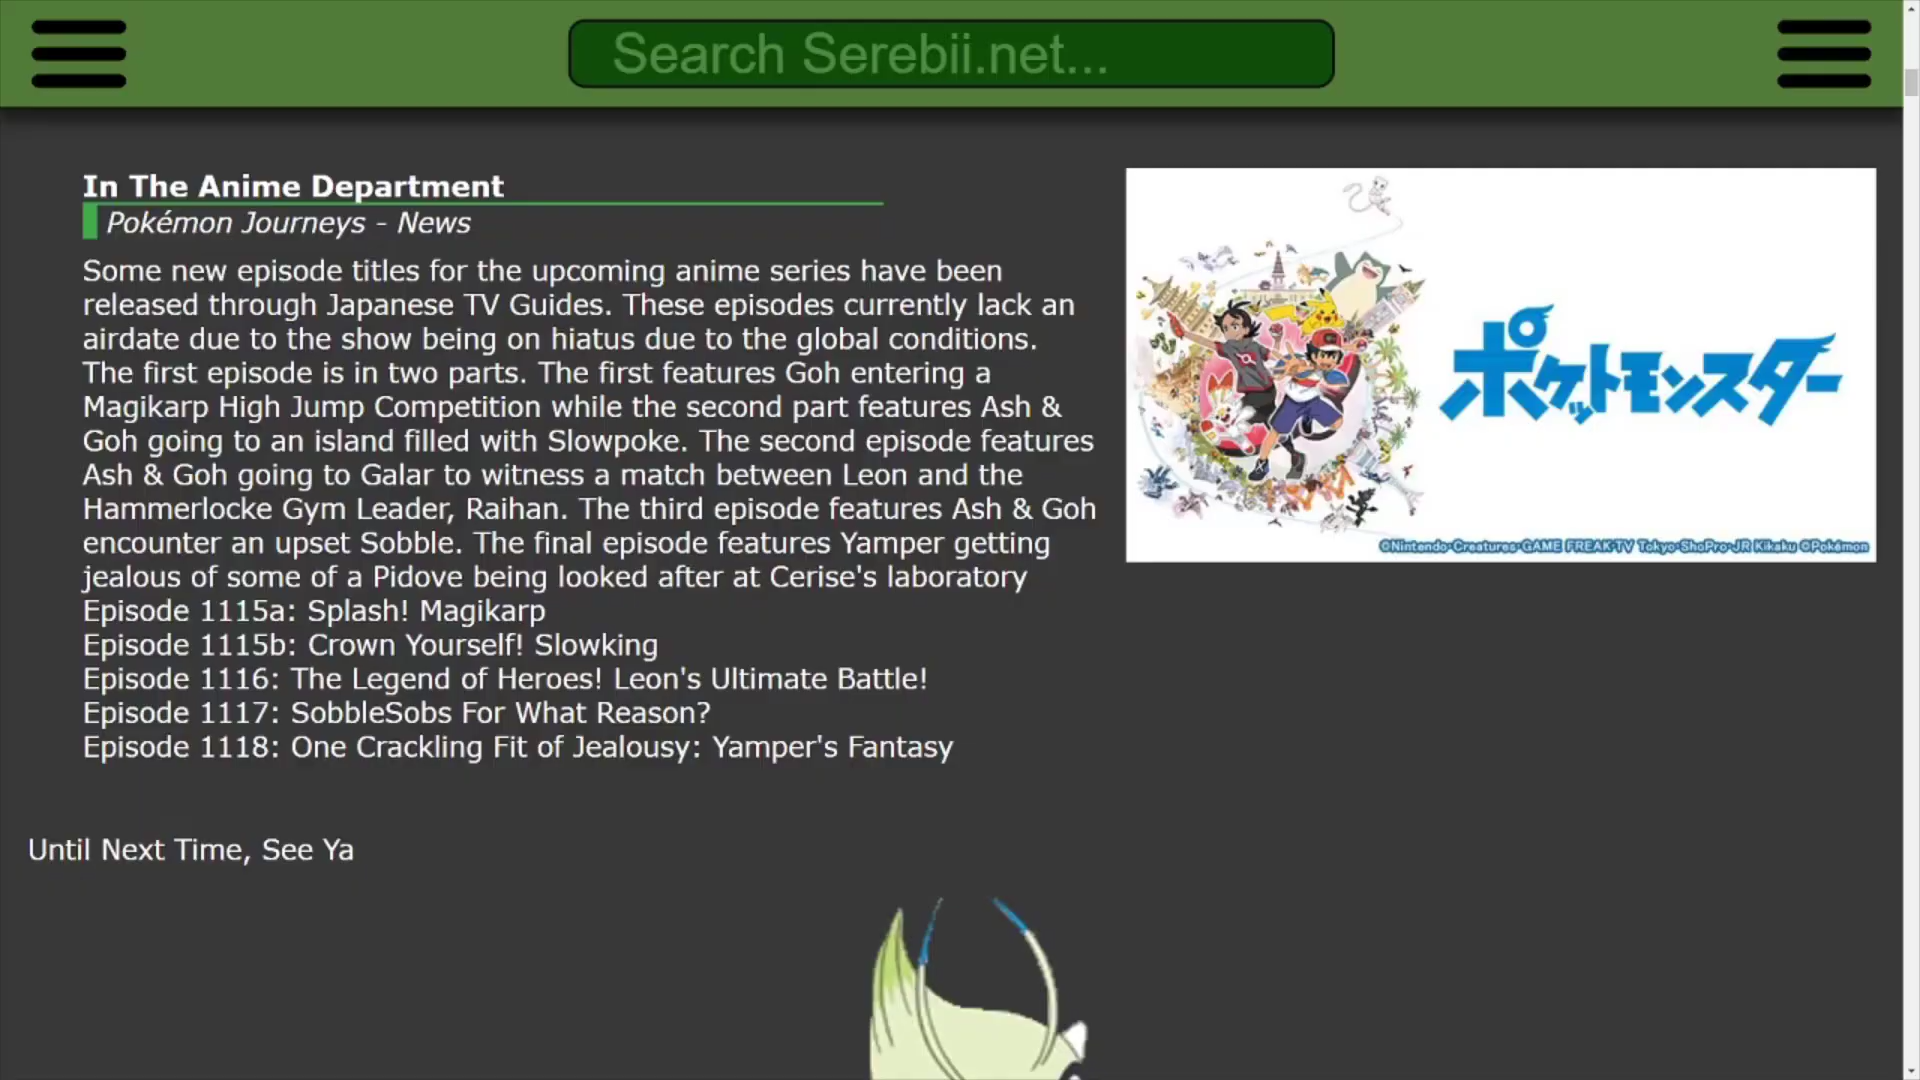 Search Serebii.net...
In The Anime Department
Pokémon Journeys - News
Some new episode titles for the upcoming anime series have been
released through Japanese TV Guides. These episodes currently lack an
airdate due to the show being on hiatus due to the global conditions.
The first episode is in two parts. The first features Goh entering a
Magikarp High Jump Competition while the second part features Ash &
Goh going to an island filled with Slowpoke. The second episode features
Ash & Goh going to Galar to witness a match between Leon and the
Hammerlocke Gym Leader, Raihan. The third episode features Ash & Goh
encounter an upset Sobble. The final episode features Yamper getting
jealous of some of a Pidove being looked after at Cerise's laboratory
Episode 1115a: Splash! Magikarp
Episode 1115b: Crown Yourself! Slowking
Episode 1116: The Legend of Heroes! Leon's Ultimate Battle!
Episode 1117: SobbleSobs For What Reason?
Episode 1118: One Crackling Fit of Jealousy: Yamper's Fantasy
ポケットモンスター
©Nintendo・Creatures・GAME FREAK・TV Tokyo・ShoPro・JR Kikaku ©Pokémon
Until Next Time, See Ya